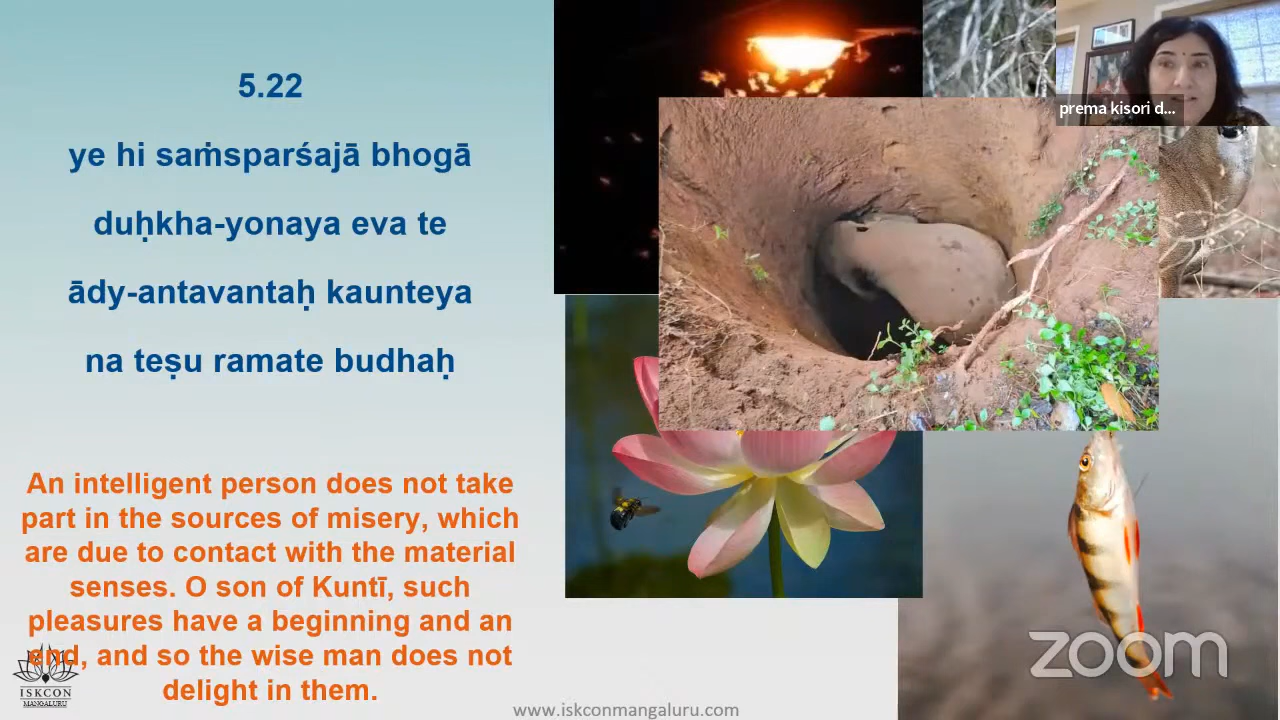 5.22
ye hi saṁsparśajā bhogā
duḥkha-yonaya eva te
ādy-antavantaḥ kaunteya
na teṣu ramate budhaḥ
An intelligent person does not take
part in the sources of misery, which
are due to contact with the material
senses. O son of Kuntī, such
pleasures have a beginning and an
end, and so the wise man does not
delight in them.
ISKCON
MANGALURU
www.iskconmangaluru.com
prema kisori d...
zoom